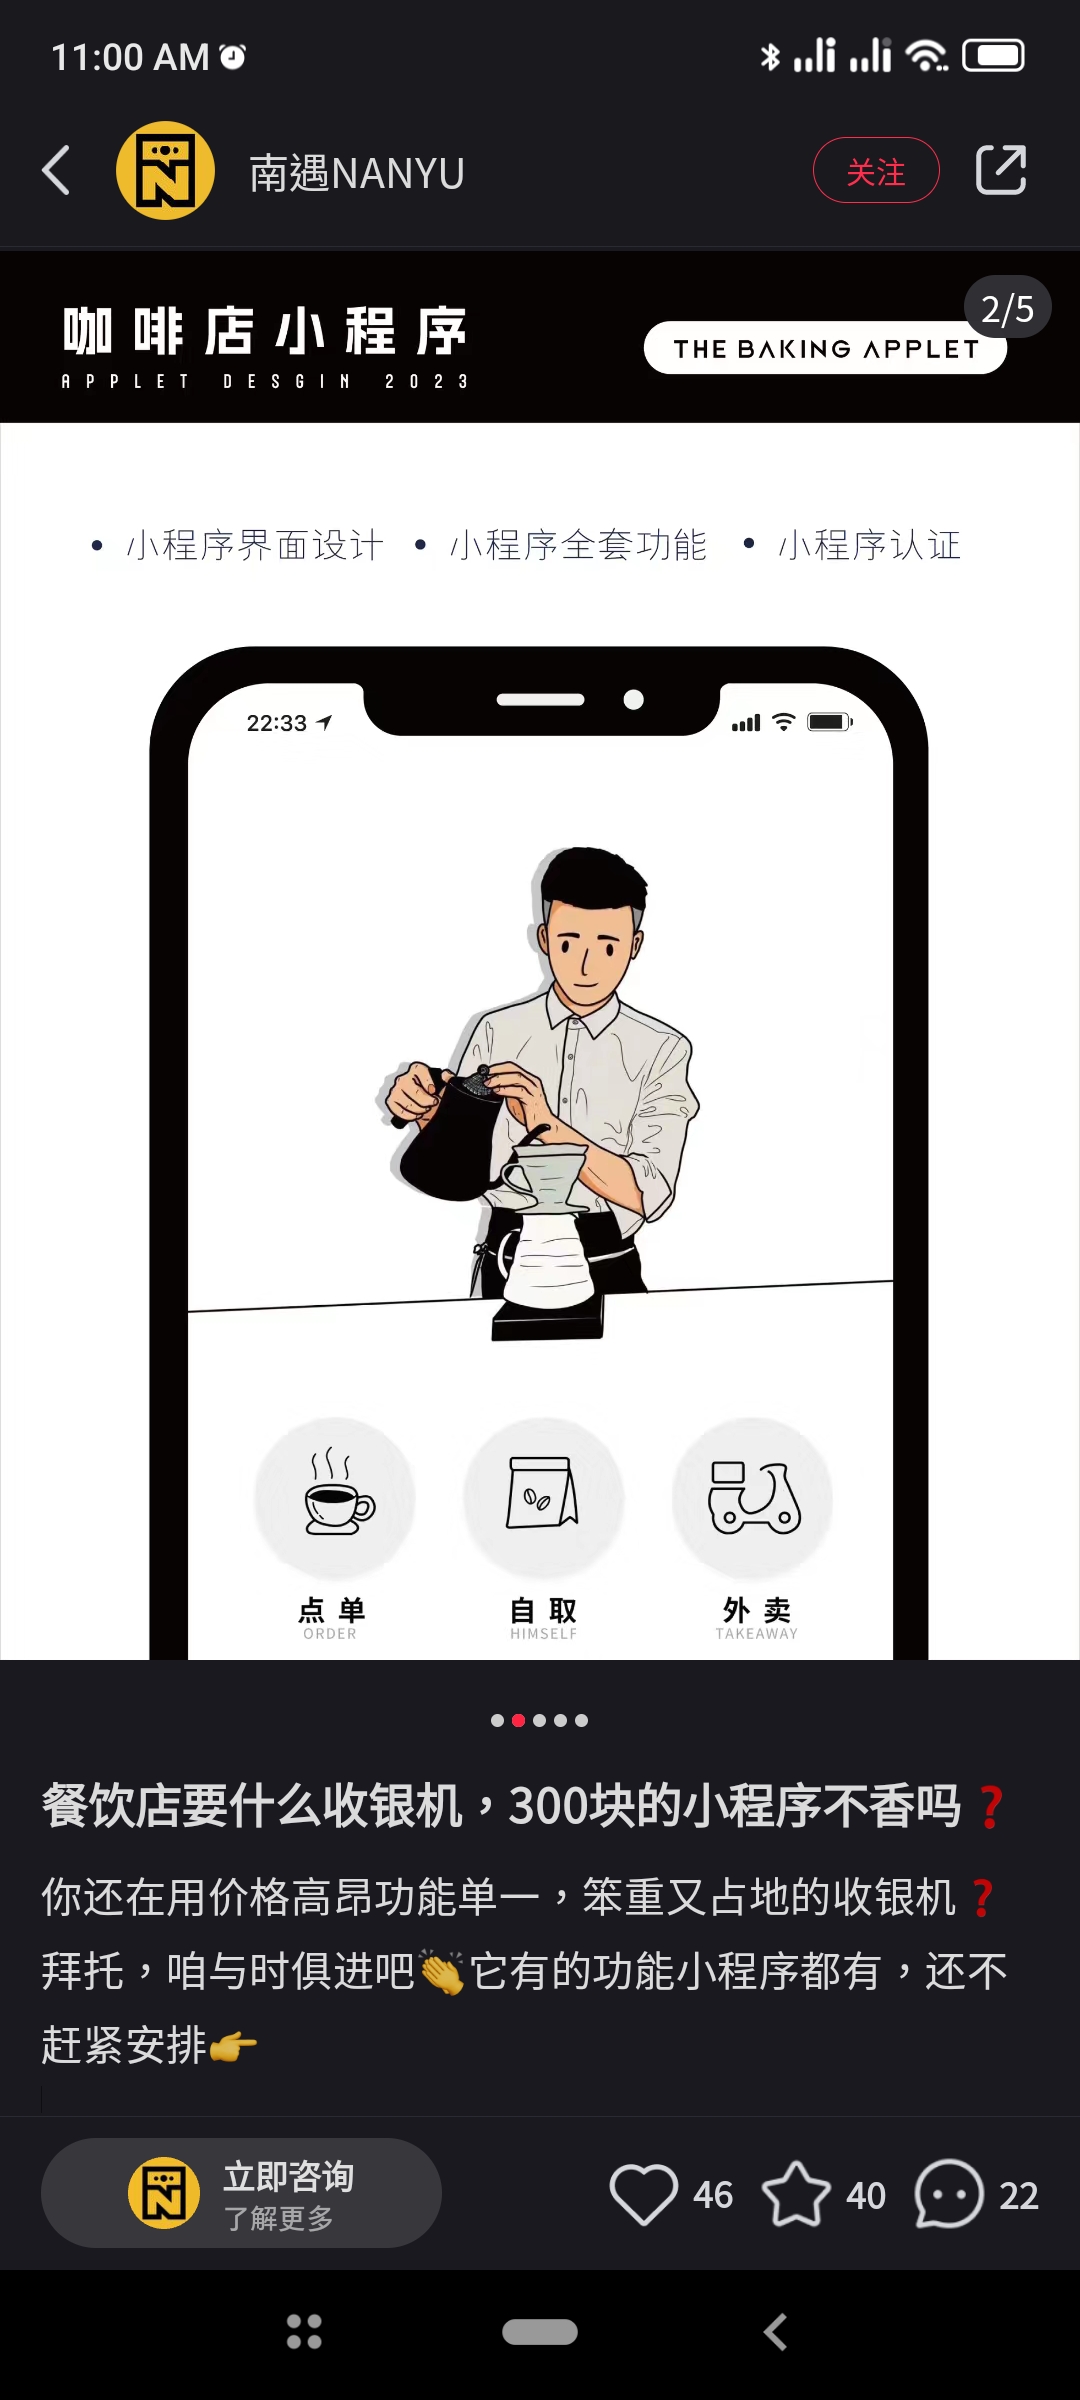 11:00 AM
南遇NANYU
关注
2/5
咖啡店小程序
APPLET DESGIN 2023
THE BAKING APPLET
• 小程序界面设计 • 小程序全套功能 • 小程序认证
22:33
点单 自取 外卖
ORDER HIMSELF TAKEAWAY
餐饮店要什么收银机，300块的小程序不香吗❓
你还在用价格高昂功能单一，笨重又占地的收银机❓
拜托，咱与时俱进吧👏它有的功能小程序都有，还不
赶紧安排👉
立即咨询
了解更多
46 40 22